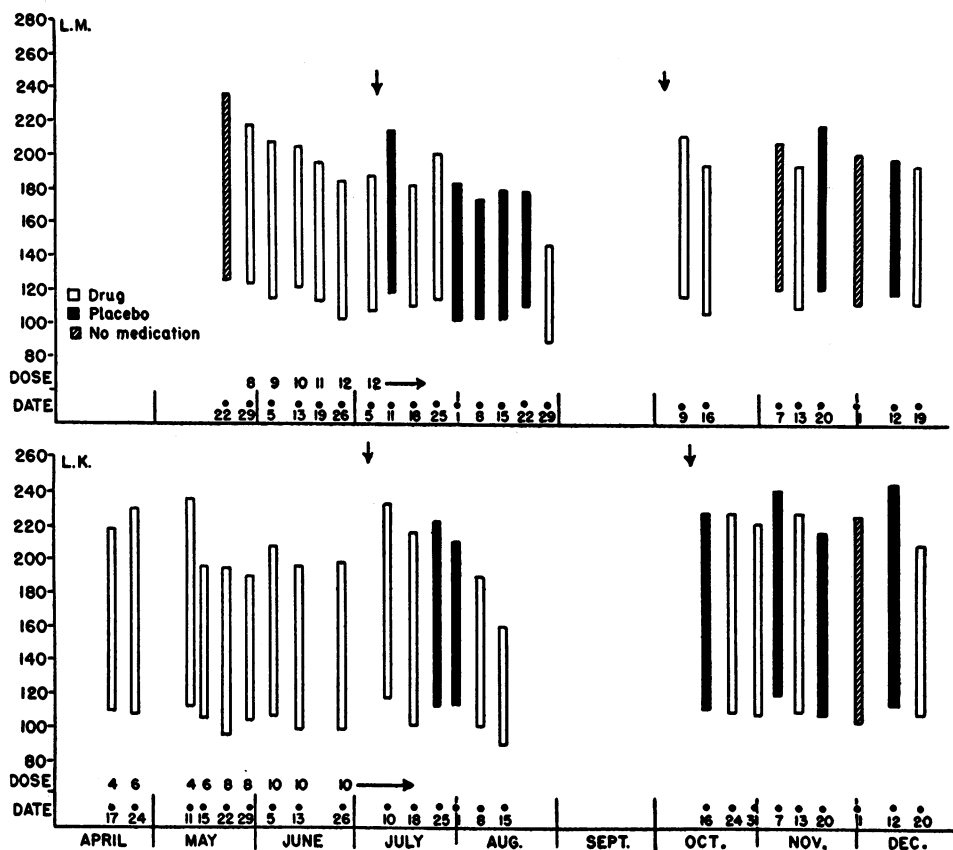 280
L.M.
260
240
220
200
180
160
140
120
100
80
Drug
Placebo
No medication
DOSE 8 9 10 11 12 12
DATE 22 29 5 13 19 26 5 11 18 25 1 8 15 22 29 9 16 7 13 20 1 12 19
260
L.K.
240
220
200
180
160
140
120
100
80
DOSE 4 6 4 6 8 8 10 10 10
DATE 17 24 11 15 22 29 5 13 26 10 18 25 1 8 15 16 24 31 7 13 20 1 12 20
APRIL MAY JUNE JULY AUG. SEPT. OCT. NOV. DEC.